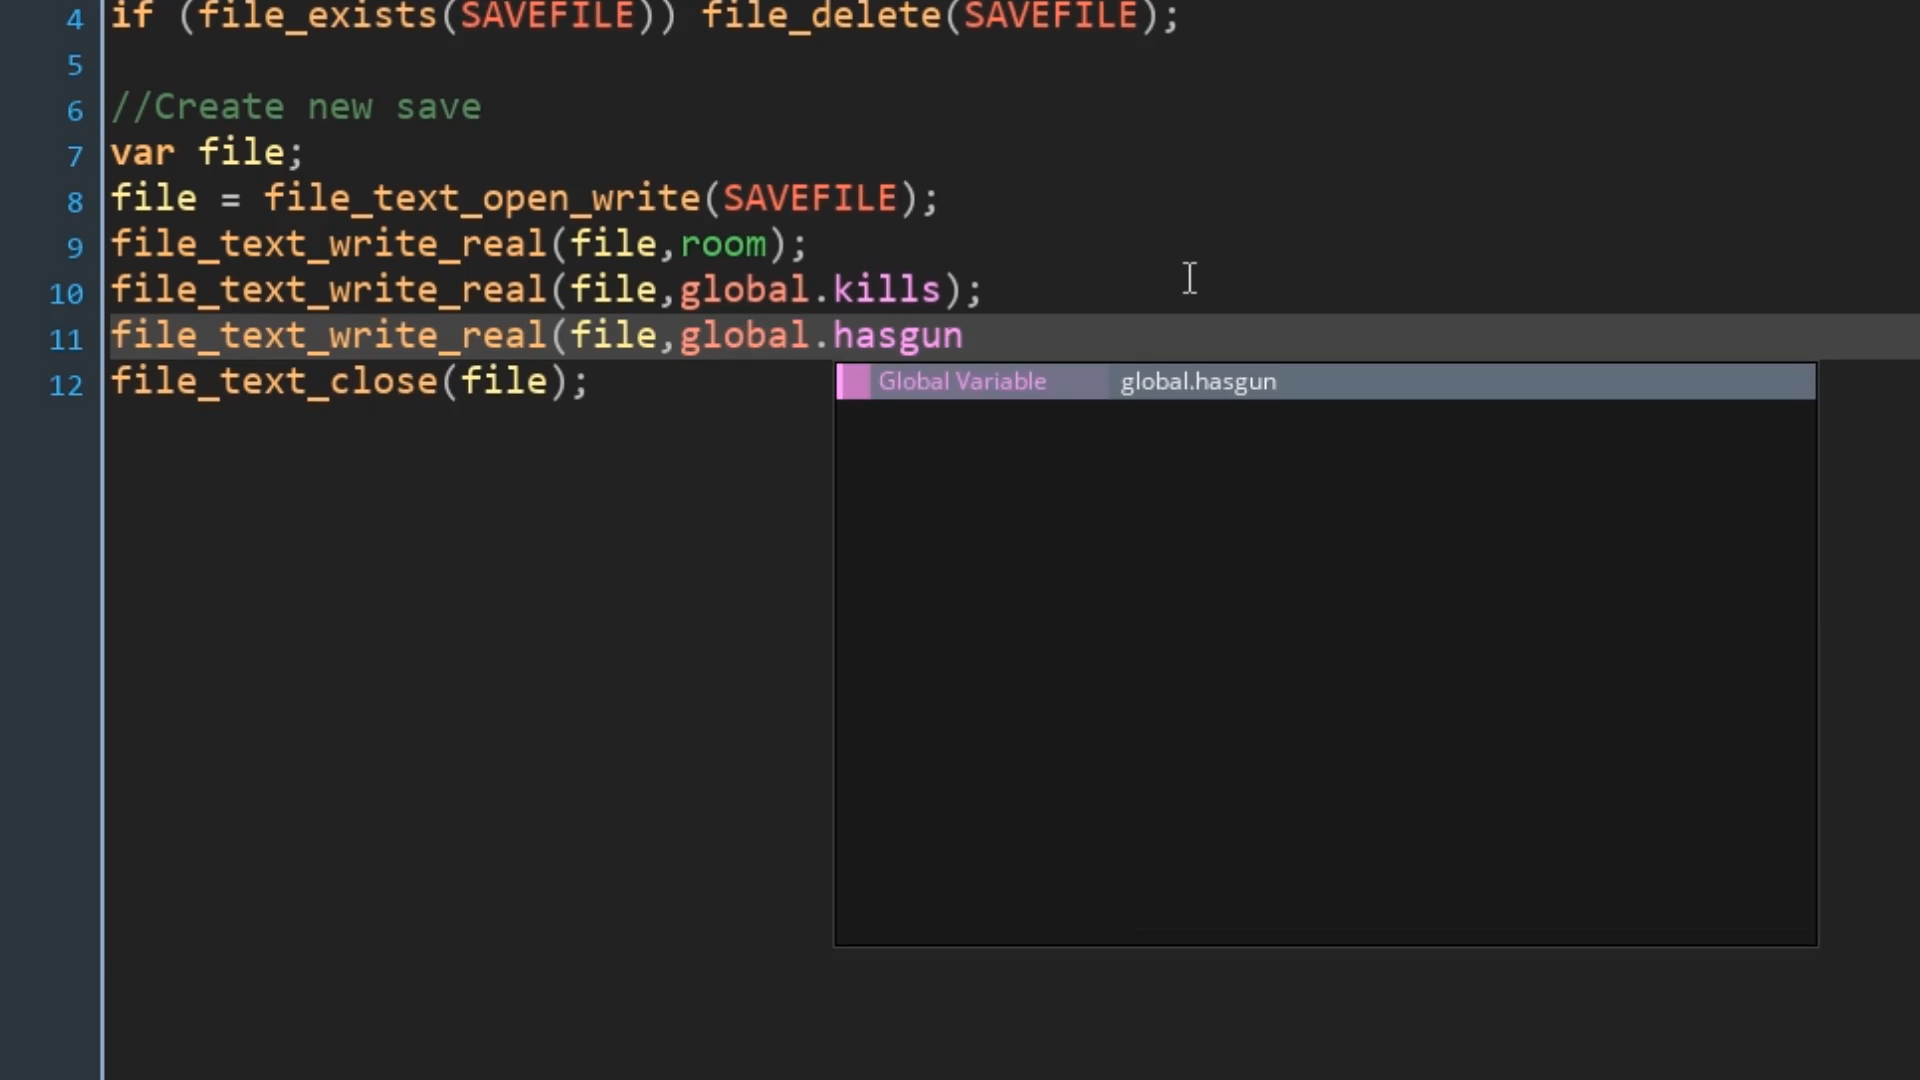 4 if (file_exists(SAVEFILE)) file_delete(SAVEFILE);
5
6 //Create new save
7 var file;
8 file = file_text_open_write(SAVEFILE);
9 file_text_write_real(file,room);
10 file_text_write_real(file,global.kills);
11 file_text_write_real(file,global.hasgun
12 file_text_close(file);
Global Variable global.hasgun